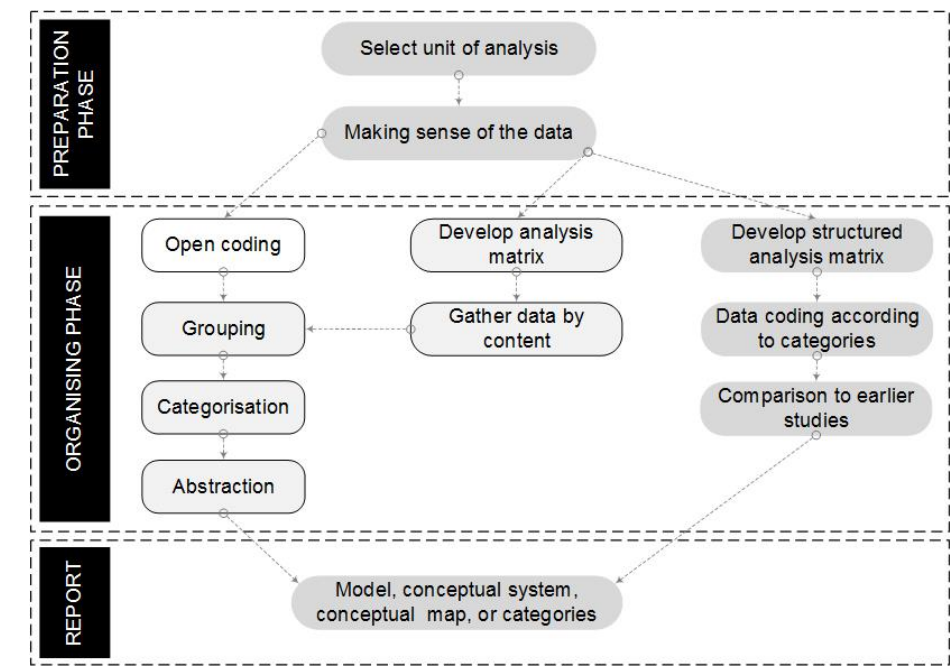 PREPARATION
PHASE
Select unit of analysis
Making sense of the data
ORGANISING PHASE
Open coding
Grouping
Categorisation
Abstraction
Develop analysis
matrix
Gather data by
content
Develop structured
analysis matrix
Data coding according
to categories
Comparison to earlier
studies
REPORT
Model, conceptual system,
conceptual map, or categories